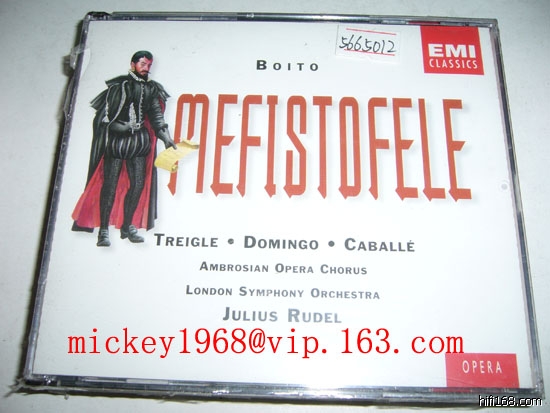 5665012
EMI
CLASSICS
BOITO
MEFISTOFELE
TREIGLE • DOMINGO • CABALLÉ
AMBROSIAN OPERA CHORUS
LONDON SYMPHONY ORCHESTRA
JULIUS RUDEL
mickey1968@vip.163.com
OPERA
hifi168.com